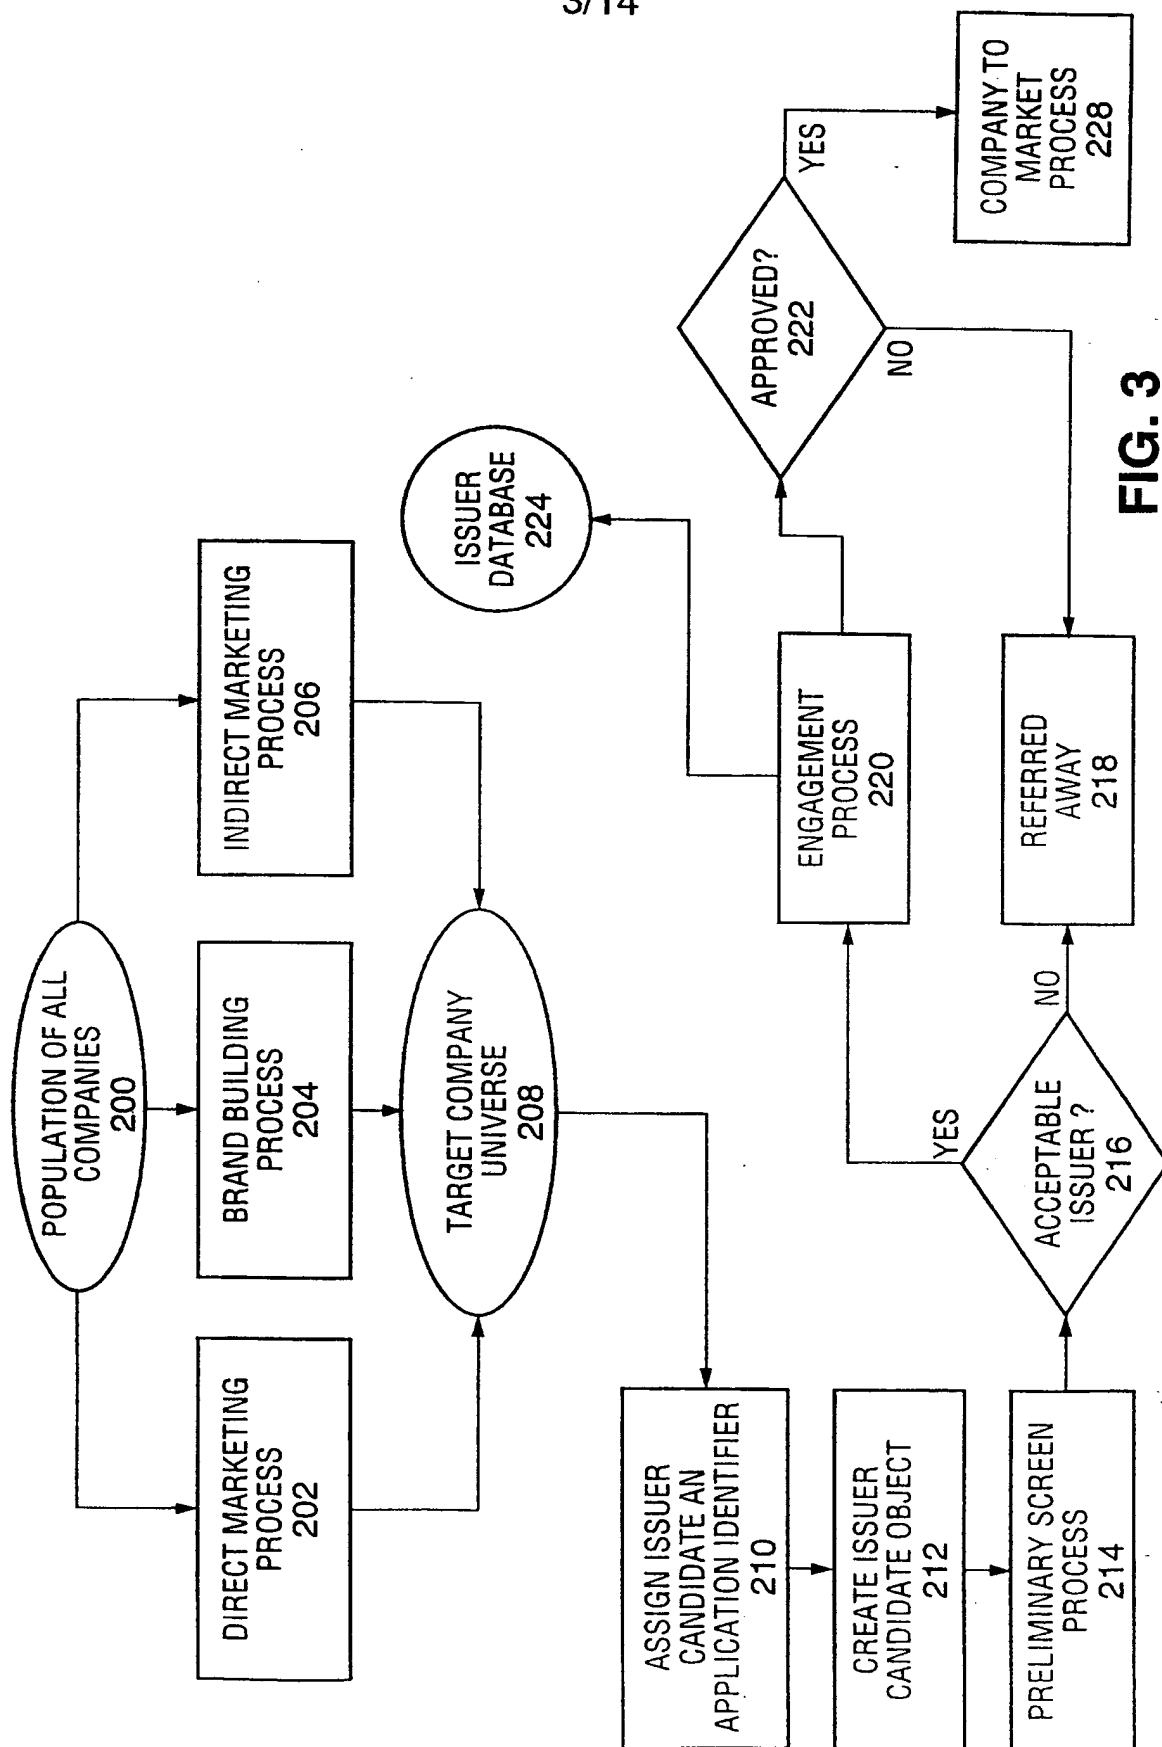 3/14
POPULATION OF ALL
COMPANIES
200
DIRECT MARKETING
PROCESS
202
BRAND BUILDING
PROCESS
204
INDIRECT MARKETING
PROCESS
206
TARGET COMPANY
UNIVERSE
208
ISSUER
DATABASE
224
ASSIGN ISSUER
CANDIDATE AN
APPLICATION IDENTIFIER
210
CREATE ISSUER
CANDIDATE OBJECT
212
PRELIMINARY SCREEN
PROCESS
214
ACCEPTABLE
ISSUER ?
216
YES
NO
ENGAGEMENT
PROCESS
220
REFERRED
AWAY
218
APPROVED?
222
YES
NO
COMPANY TO
MARKET
PROCESS
228
FIG. 3